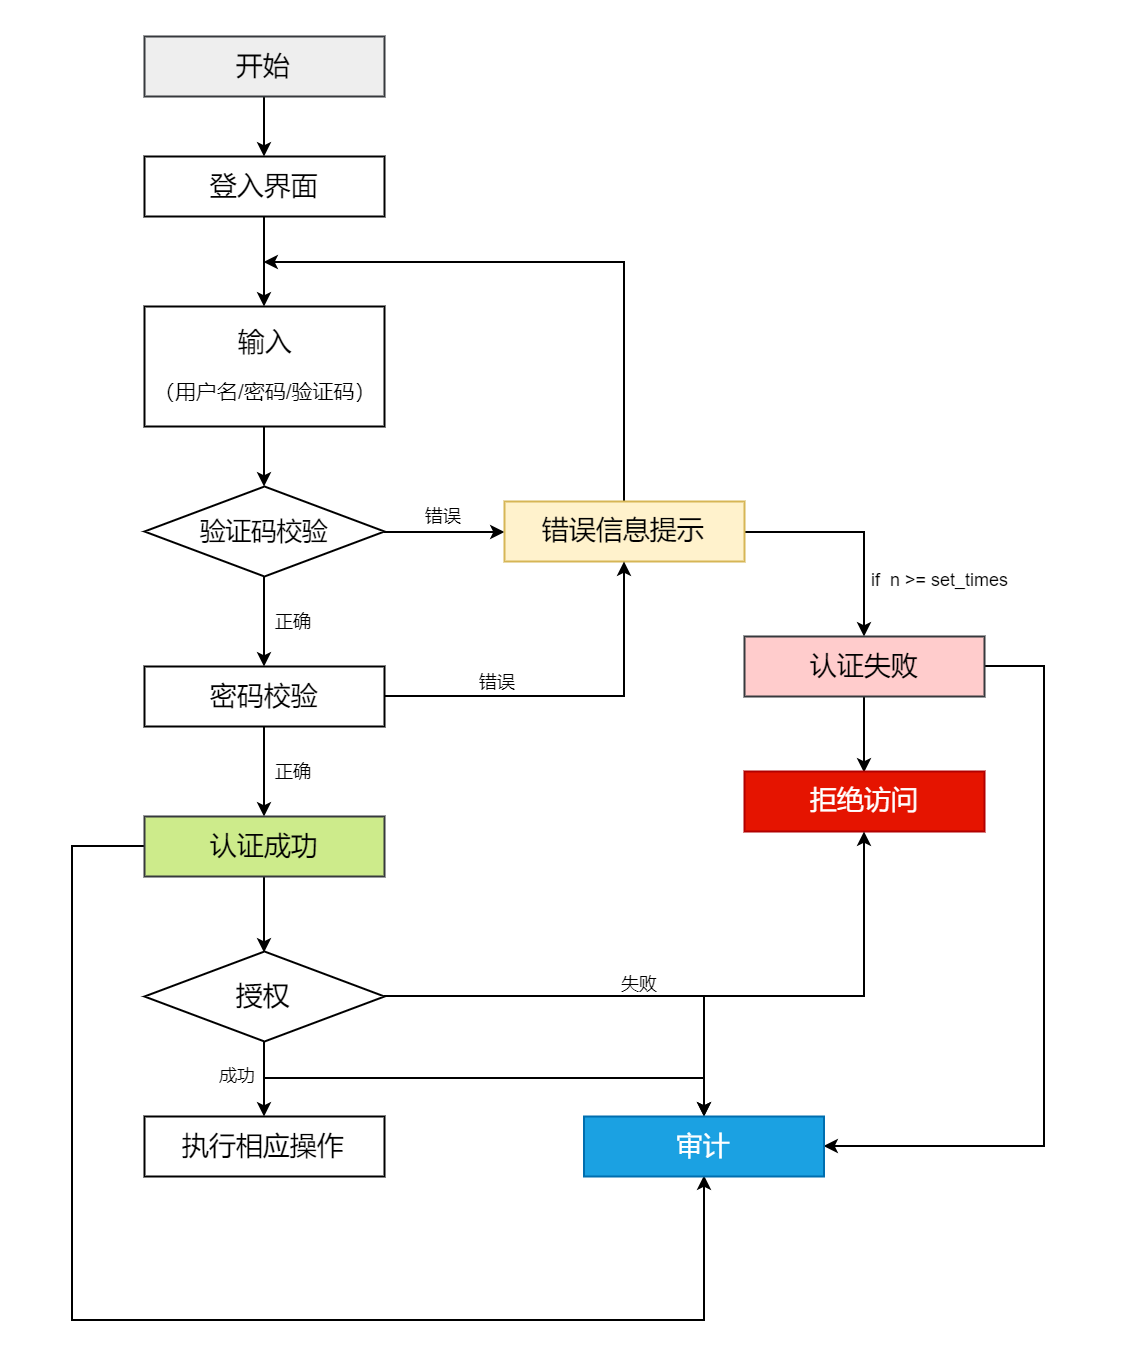 开始
登入界面
输入
（用户名/密码/验证码）
验证码校验
错误
错误信息提示
if n >= set_times
正确
认证失败
密码校验
错误
正确
拒绝访问
认证成功
授权
失败
成功
执行相应操作
审计